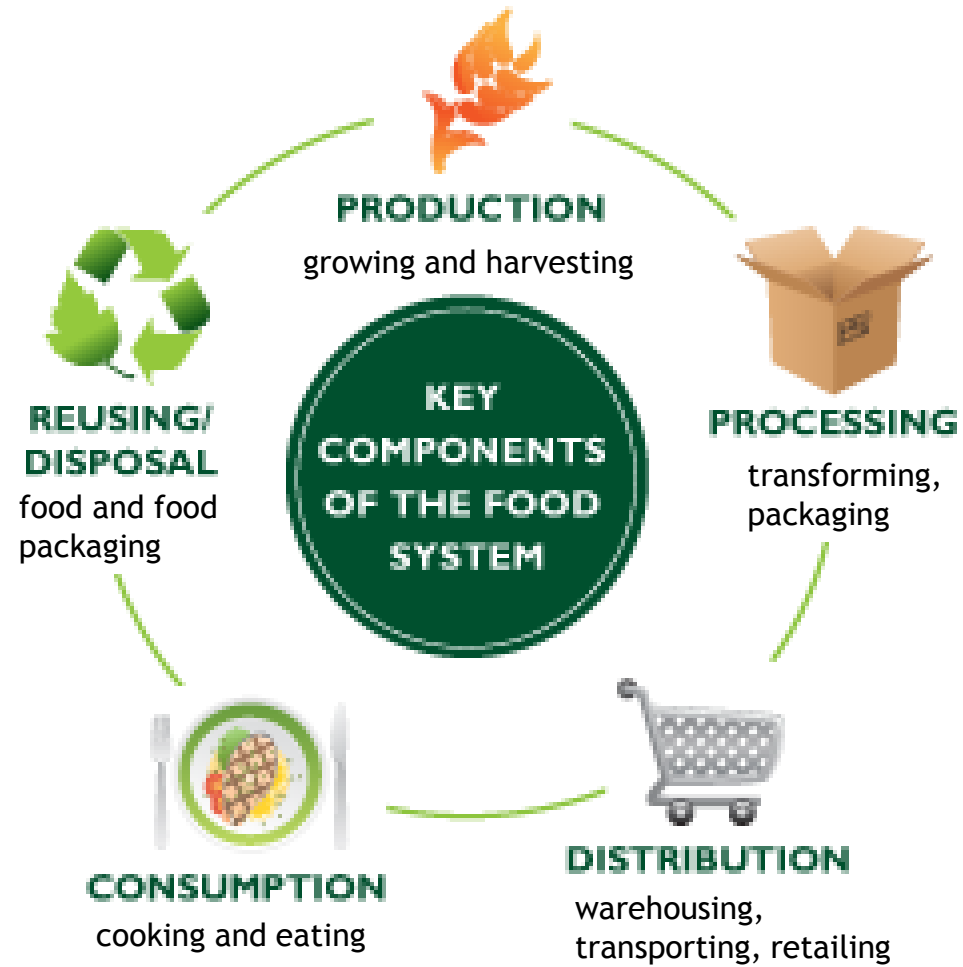 PRODUCTION
growing and harvesting
PROCESSING
transforming,
packaging
DISTRIBUTION
warehousing,
transporting, retailing
CONSUMPTION
cooking and eating
REUSING/
DISPOSAL
food and food
packaging
KEY
COMPONENTS
OF THE FOOD
SYSTEM